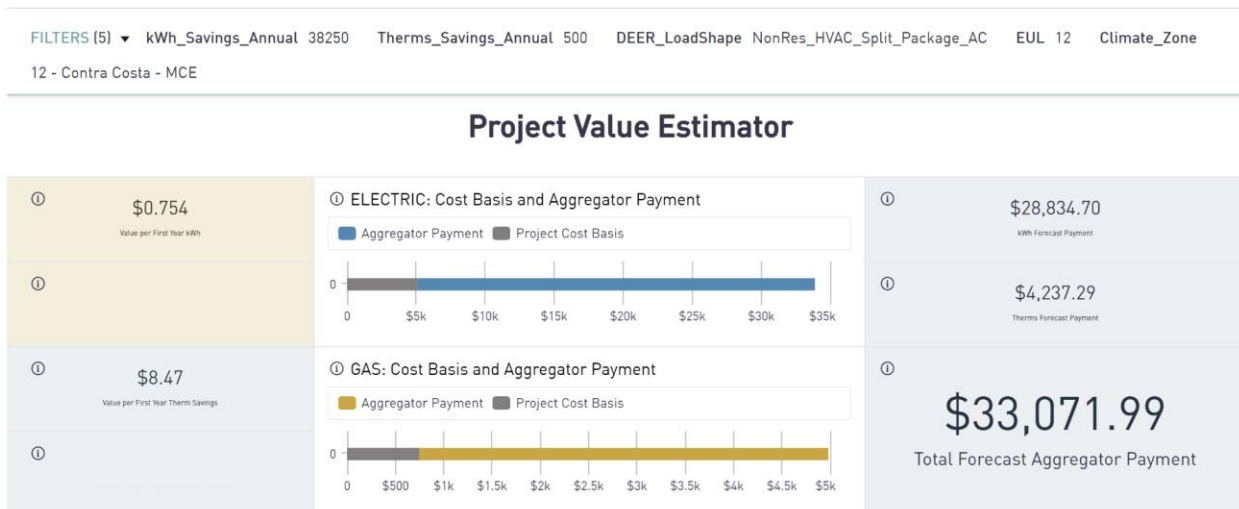 FILTERS (5) ▾ kWh_Savings_Annual 38250 Therms_Savings_Annual 500 DEER_LoadShape NonRes_HVAC_Split_Package_AC EUL 12 Climate_Zone
12 - Contra Costa - MCE
Project Value Estimator
$0.754
Value per First Year kWh
$8.47
Value per First Year Therm Savings
ELECTRIC: Cost Basis and Aggregator Payment
Aggregator Payment Project Cost Basis
0
0 $5k $10k $15k $20k $25k $30k $35k
GAS: Cost Basis and Aggregator Payment
Aggregator Payment Project Cost Basis
0
0 $500 $1k $1.5k $2k $2.5k $3k $3.5k $4k $4.5k $5k
$28,834.70
kWh Forecast Payment
$4,237.29
Therms Forecast Payment
$33,071.99
Total Forecast Aggregator Payment